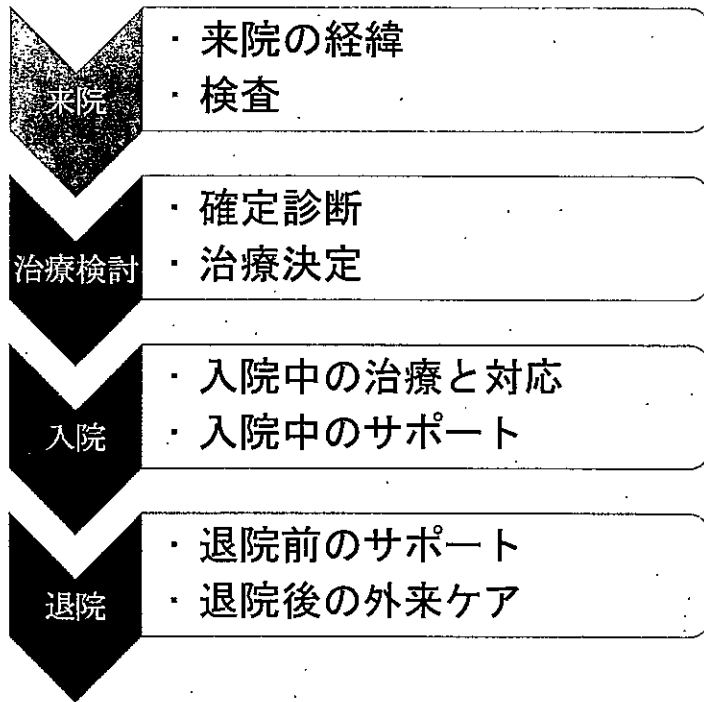 来院
・来院の経緯
・検査
治療検討
・確定診断
・治療決定
入院
・入院中の治療と対応
・入院中のサポート
退院
・退院前のサポート
・退院後の外来ケア